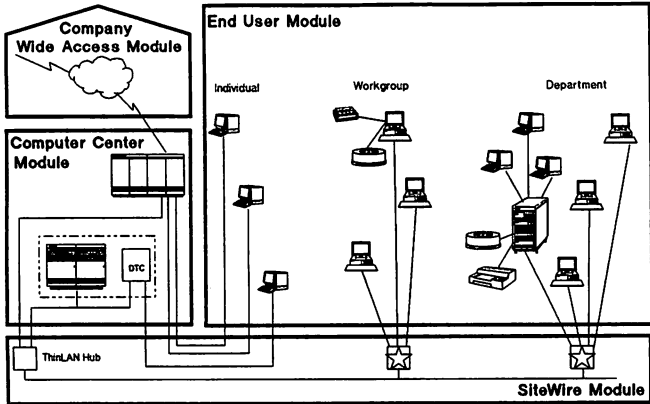 Company
Wide Access Module
End User Module
Individual
Workgroup
Department
Computer Center
Module
DTC
ThinLAN Hub
SiteWire Module